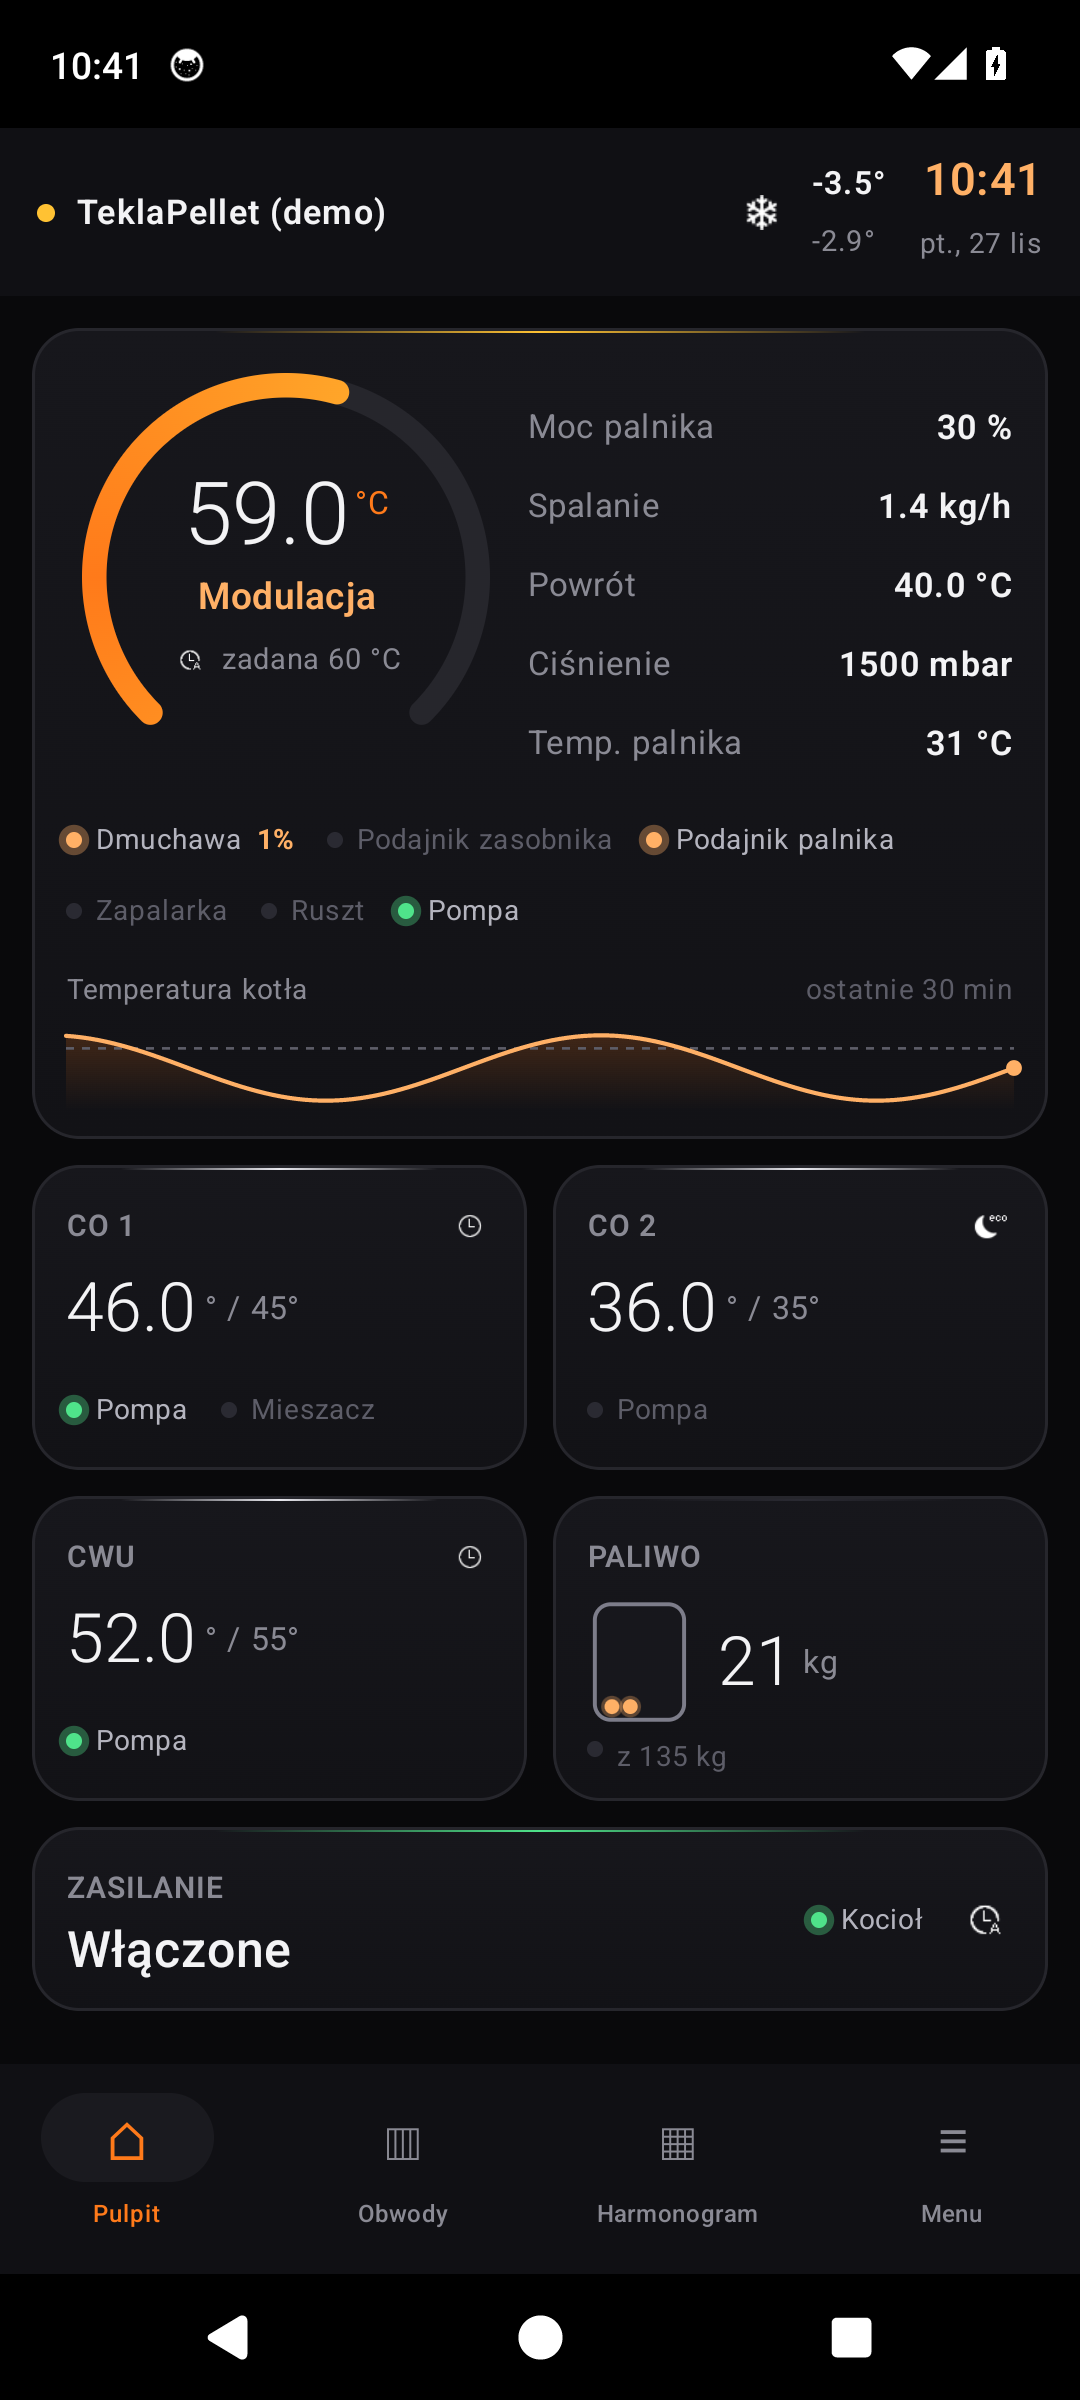 10:41
TeklaPellet (demo)
-3.5°
10:41
-2.9°
pt., 27 lis
59.0 °C
Modulacja
zadana 60 °C
Moc palnika 30 %
Spalanie 1.4 kg/h
Powrót 40.0 °C
Ciśnienie 1500 mbar
Temp. palnika 31 °C
Dmuchawa 1% Podajnik zasobnika Podajnik palnika
Zapalarka Ruszt Pompa
Temperatura kotła ostatnie 30 min
CO 1
46.0 ° / 45°
Pompa Mieszacz
CO 2
eco
36.0 ° / 35°
Pompa
CWU
52.0 ° / 55°
Pompa
PALIWO
21 kg
z 135 kg
ZASILANIE
Włączone
Kocioł
A
Pulpit Obwody Harmonogram Menu